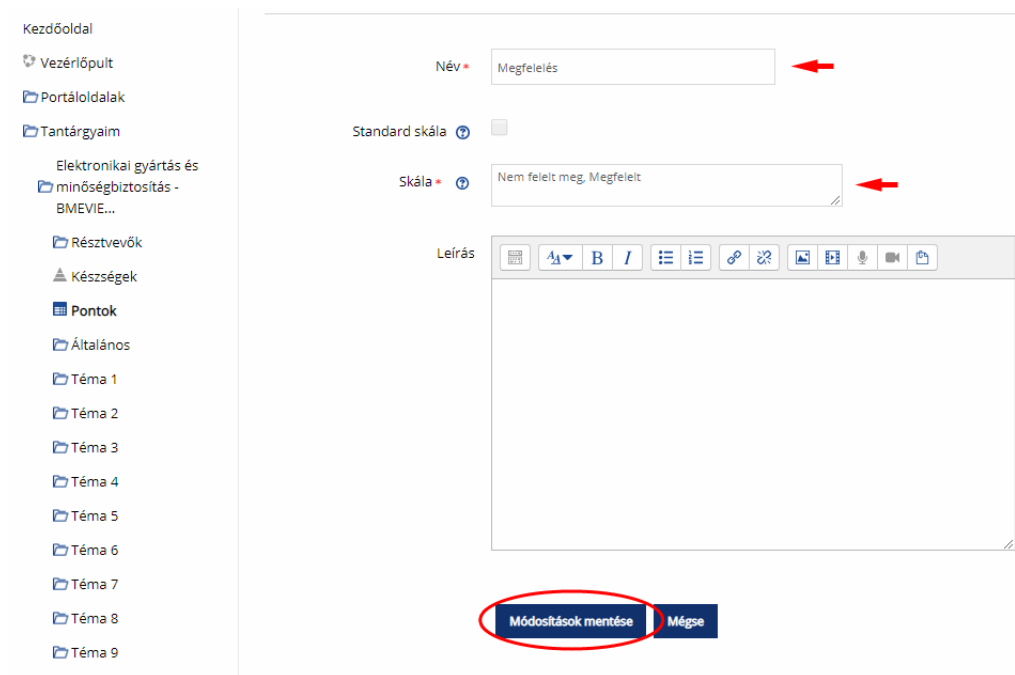 Kezdőoldal
Vezérlőpult
Portáloldalak
Tantárgyaim
Elektronikai gyártás és
minőségbiztosítás -
BMEVIE...
Résztvevők
Készségek
Pontok
Általános
Téma 1
Téma 2
Téma 3
Téma 4
Téma 5
Téma 6
Téma 7
Téma 8
Téma 9
Név*
Megfelelés
Standard skála ?
Skála* ?
Nem felelt meg, Megfelelt
Leírás
B I
Módosítások mentése
Mégse